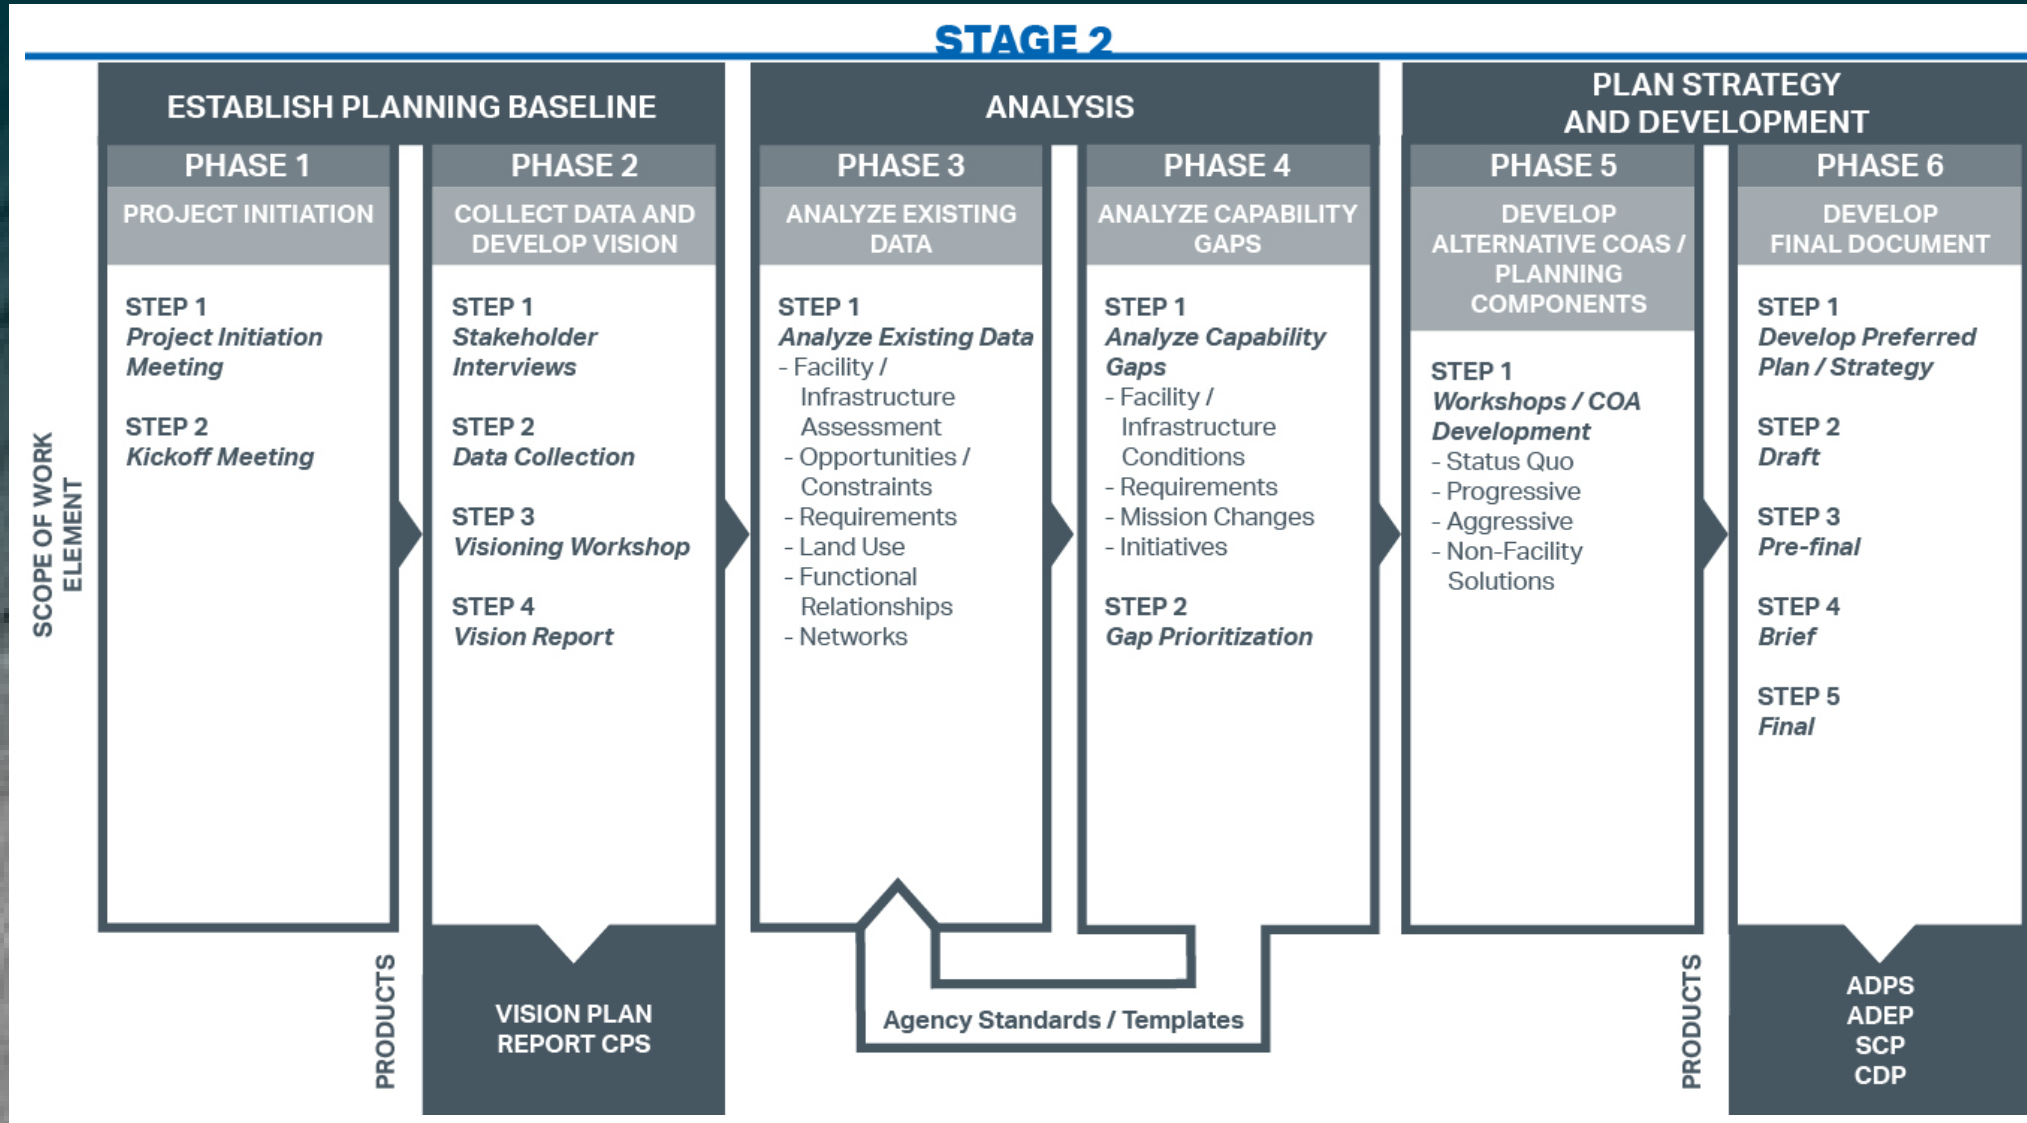 STAGE 2
ESTABLISH PLANNING BASELINE
ANALYSIS
PLAN STRATEGY
AND DEVELOPMENT
SCOPE OF WORK
ELEMENT
PHASE 1
PROJECT INITIATION
STEP 1
Project Initiation
Meeting
STEP 2
Kickoff Meeting
PHASE 2
COLLECT DATA AND
DEVELOP VISION
STEP 1
Stakeholder
Interviews
STEP 2
Data Collection
STEP 3
Visioning Workshop
STEP 4
Vision Report
PHASE 3
ANALYZE EXISTING
DATA
STEP 1
Analyze Existing Data
- Facility /
Infrastructure
Assessment
- Opportunities /
Constraints
- Requirements
- Land Use
- Functional
Relationships
- Networks
PHASE 4
ANALYZE CAPABILITY
GAPS
STEP 1
Analyze Capability
Gaps
- Facility /
Infrastructure
Conditions
- Requirements
- Mission Changes
- Initiatives
STEP 2
Gap Prioritization
PHASE 5
DEVELOP
ALTERNATIVE COAS /
PLANNING
COMPONENTS
STEP 1
Workshops / COA
Development
- Status Quo
- Progressive
- Aggressive
- Non-Facility
Solutions
PHASE 6
DEVELOP
FINAL DOCUMENT
STEP 1
Develop Preferred
Plan / Strategy
STEP 2
Draft
STEP 3
Pre-final
STEP 4
Brief
STEP 5
Final
PRODUCTS
VISION PLAN
REPORT CPS
Agency Standards / Templates
PRODUCTS
ADPS
ADEP
SCP
CDP